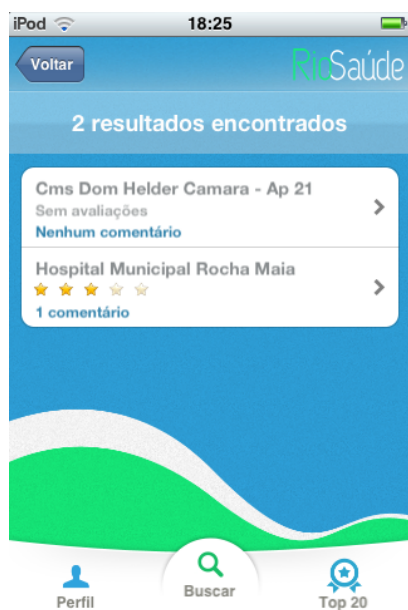 iPod 18:25
Voltar RioSaúde
2 resultados encontrados
Cms Dom Helder Camara - Ap 21
Sem avaliações
Nenhum comentário
Hospital Municipal Rocha Maia
1 comentário
Perfil Buscar Top 20